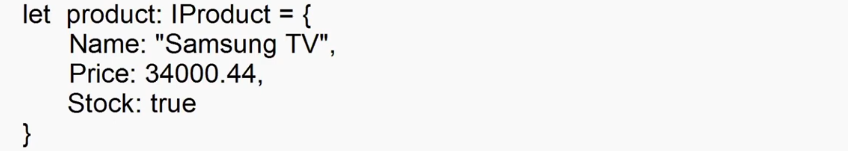 let  product: IProduct = {
Name: "Samsung TV",
Price: 34000.44,
Stock: true
}